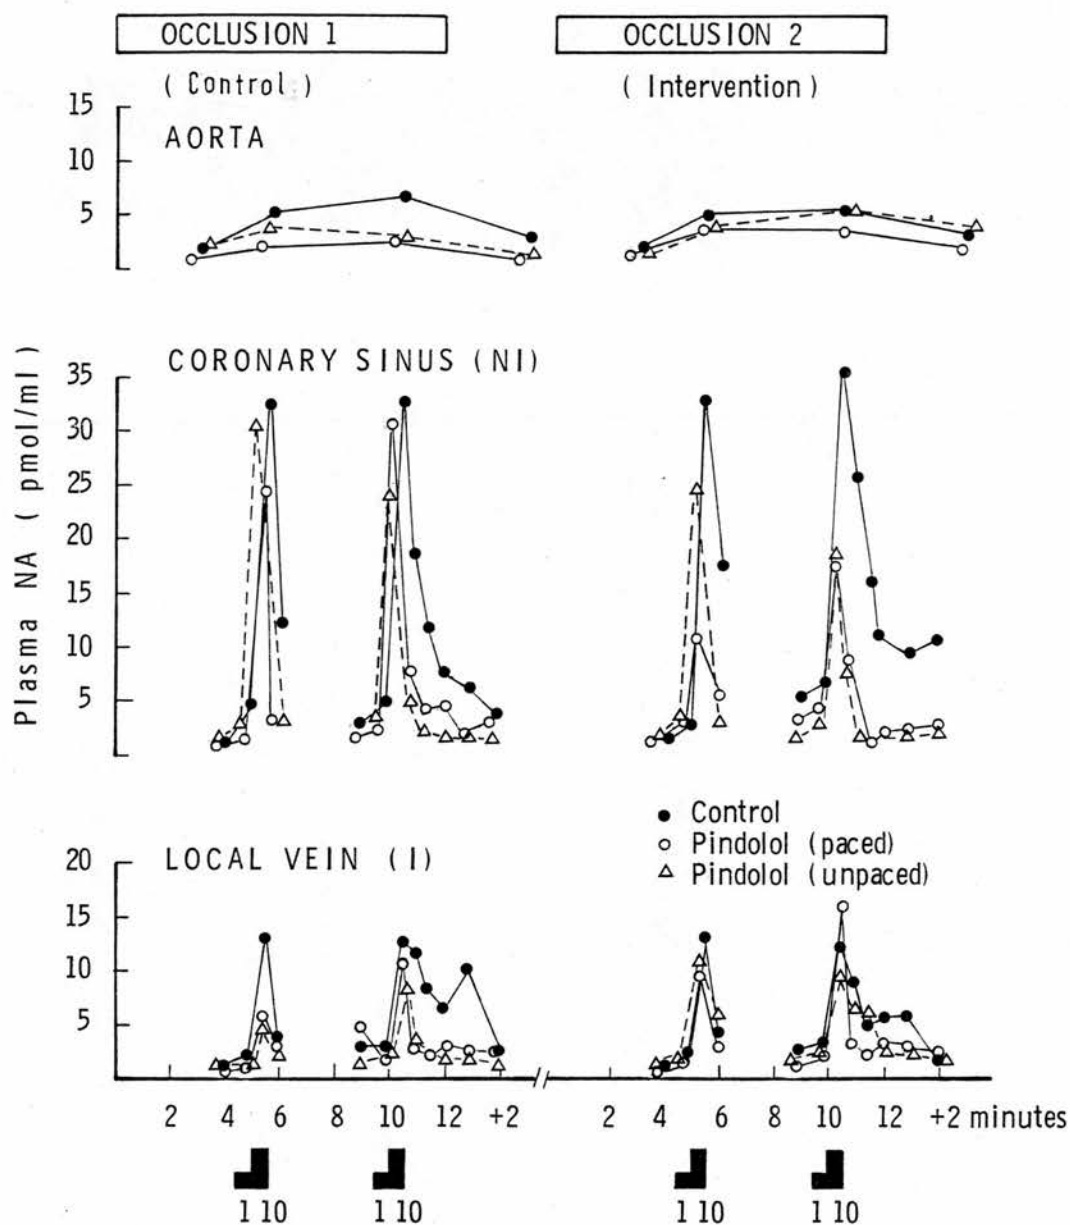 OCCLUSION 1 OCCLUSION 2
( Control ) ( Intervention )
15
AORTA
10
5
Plasma NA ( pmol/ml )
CORONARY SINUS (NI)
35
30
25
20
15
10
5
● Control
○ Pindolol (paced)
△ Pindolol (unpaced)
LOCAL VEIN (I)
20
15
10
5
2 4 6 8 10 12 +2 2 4 6 8 10 12 +2 minutes
1 10 1 10 1 10 1 10